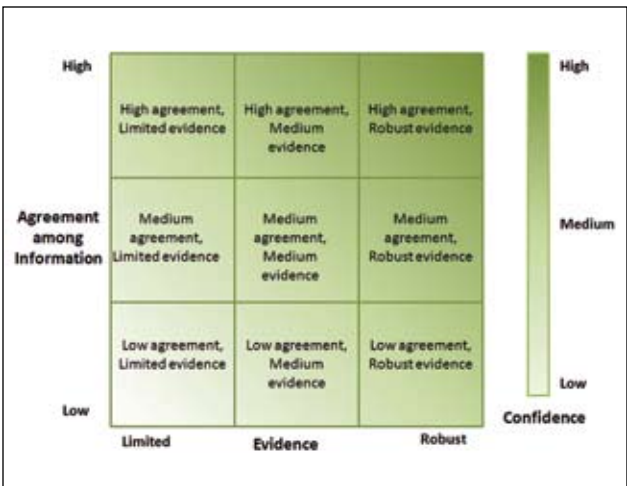 High
High agreement,
Limited evidence
High agreement,
Medium
evidence
High agreement,
Robust evidence
Agreement
among
Information
Medium
agreement,
Limited evidence
Medium
agreement,
Medium
evidence
Medium
agreement,
Robust evidence
Low agreement,
Limited evidence
Low agreement,
Medium
evidence
Low agreement,
Robust evidence
Low
Limited
Evidence
Robust
High
Medium
Low
Confidence